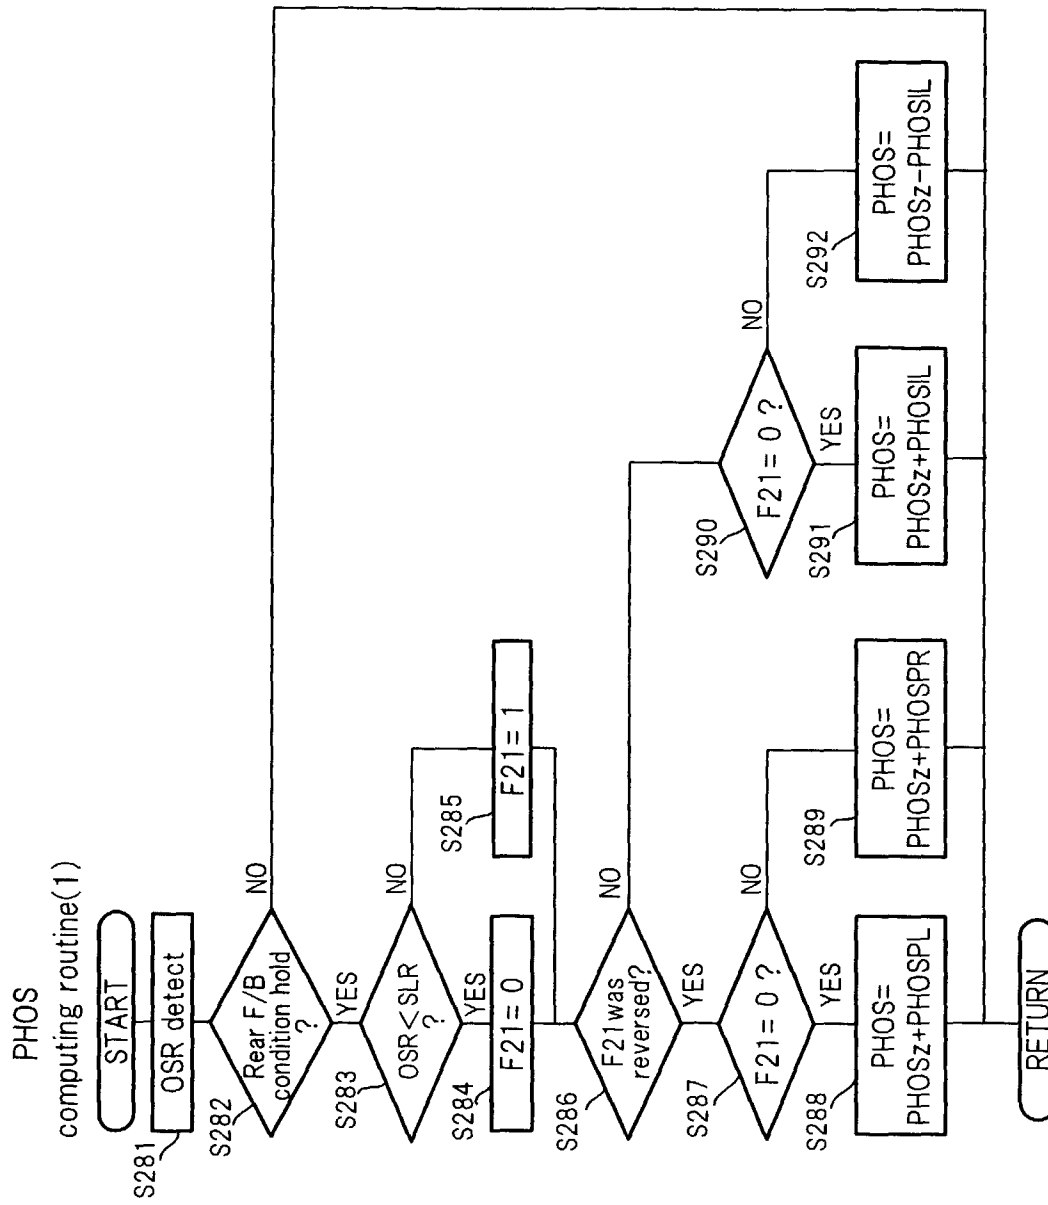 PHOS
computing routine(1)
START
S281
OSR detect
S282
Rear F/B
condition hold
?
NO
YES
S283
OSR<SLR
?
NO
YES
S284
F21=0
S285
F21=1
S286
F21was
reversed?
NO
YES
S287
F21=0?
NO
YES
S288
PHOS=
PHOSz+PHOSPL
S289
PHOS=
PHOSz+PHOSPR
S290
F21=0?
NO
YES
S291
PHOS=
PHOSz+PHOSIL
S292
PHOS=
PHOSz-PHOSIL
RETURN